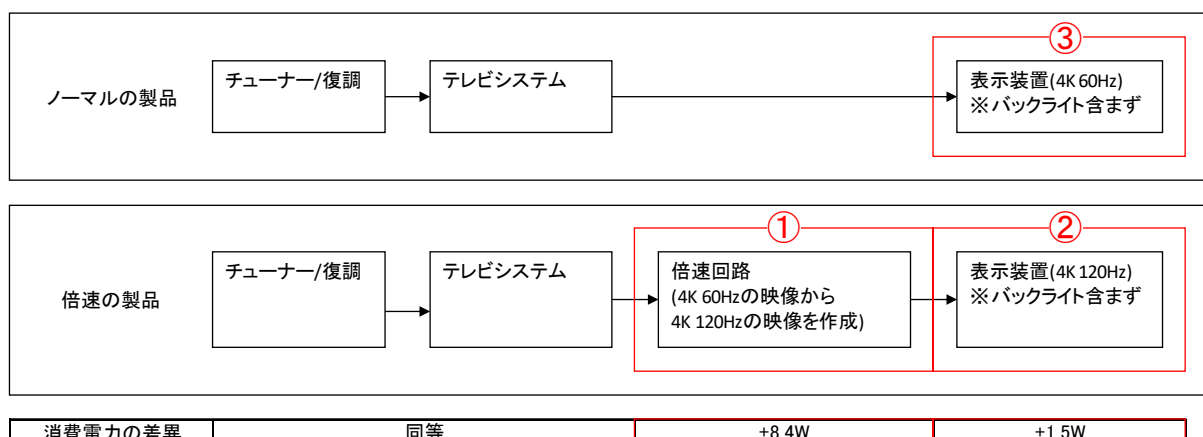 ③
チューナー/復調
テレビシステム
表示装置(4K 60Hz)
※バックライト含まず
ノーマルの製品
①
②
チューナー/復調
テレビシステム
倍速回路
(4K 60Hzの映像から
4K 120Hzの映像を作成)
表示装置(4K 120Hz)
※バックライト含まず
倍速の製品
消費電力の差異
同等
+8.4W
+1.5W